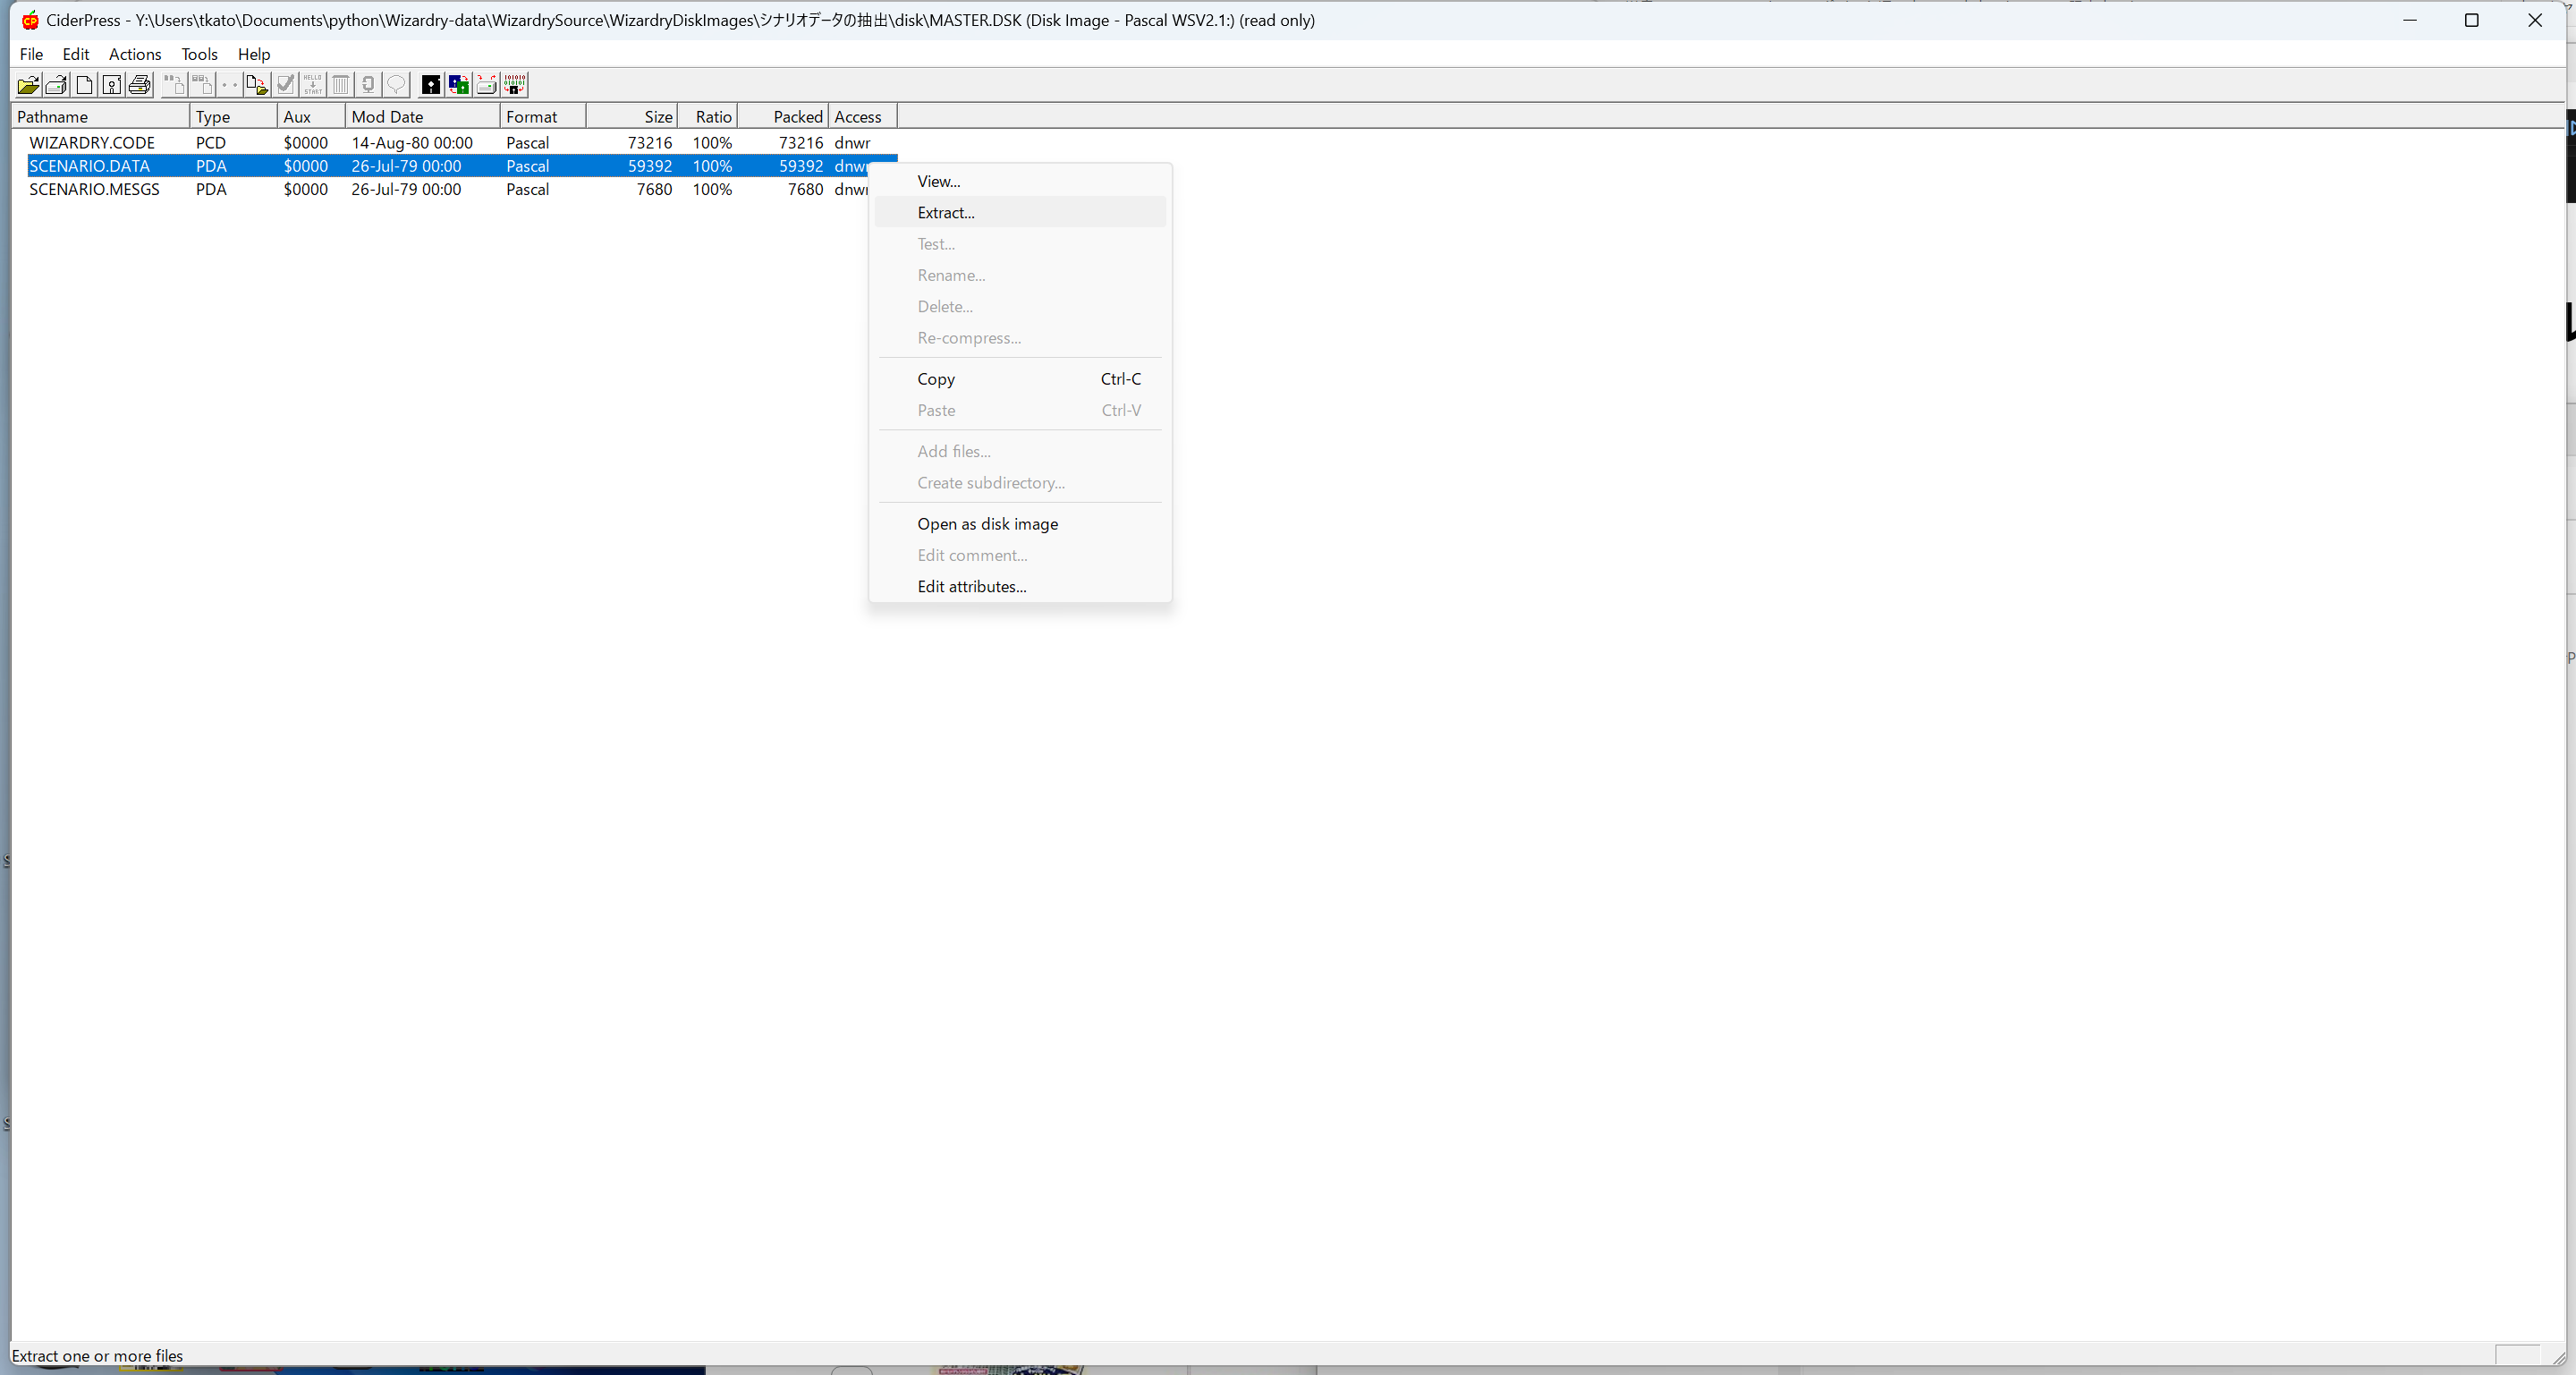 CiderPress - Y:\Users\tkato\Documents\python\Wizardry-data\WizardrySource\WizardryDiskImages\シナリオデータの抽出\disk\MASTER.DSK (Disk Image - Pascal WSV2.1:) (read only)
File Edit Actions Tools Help
Pathname Type Aux Mod Date Format Size Ratio Packed Access
WIZARDRY.CODE PCD $0000 14-Aug-80 00:00 Pascal 73216 100% 73216 dnwr
SCENARIO.DATA PDA $0000 26-Jul-79 00:00 Pascal 59392 100% 59392 dnwr
SCENARIO.MESGS PDA $0000 26-Jul-79 00:00 Pascal 7680 100% 7680 dnwr
View...
Extract...
Test...
Rename...
Delete...
Re-compress...
Copy Ctrl-C
Paste Ctrl-V
Add files...
Create subdirectory...
Open as disk image
Edit comment...
Edit attributes...
Extract one or more files